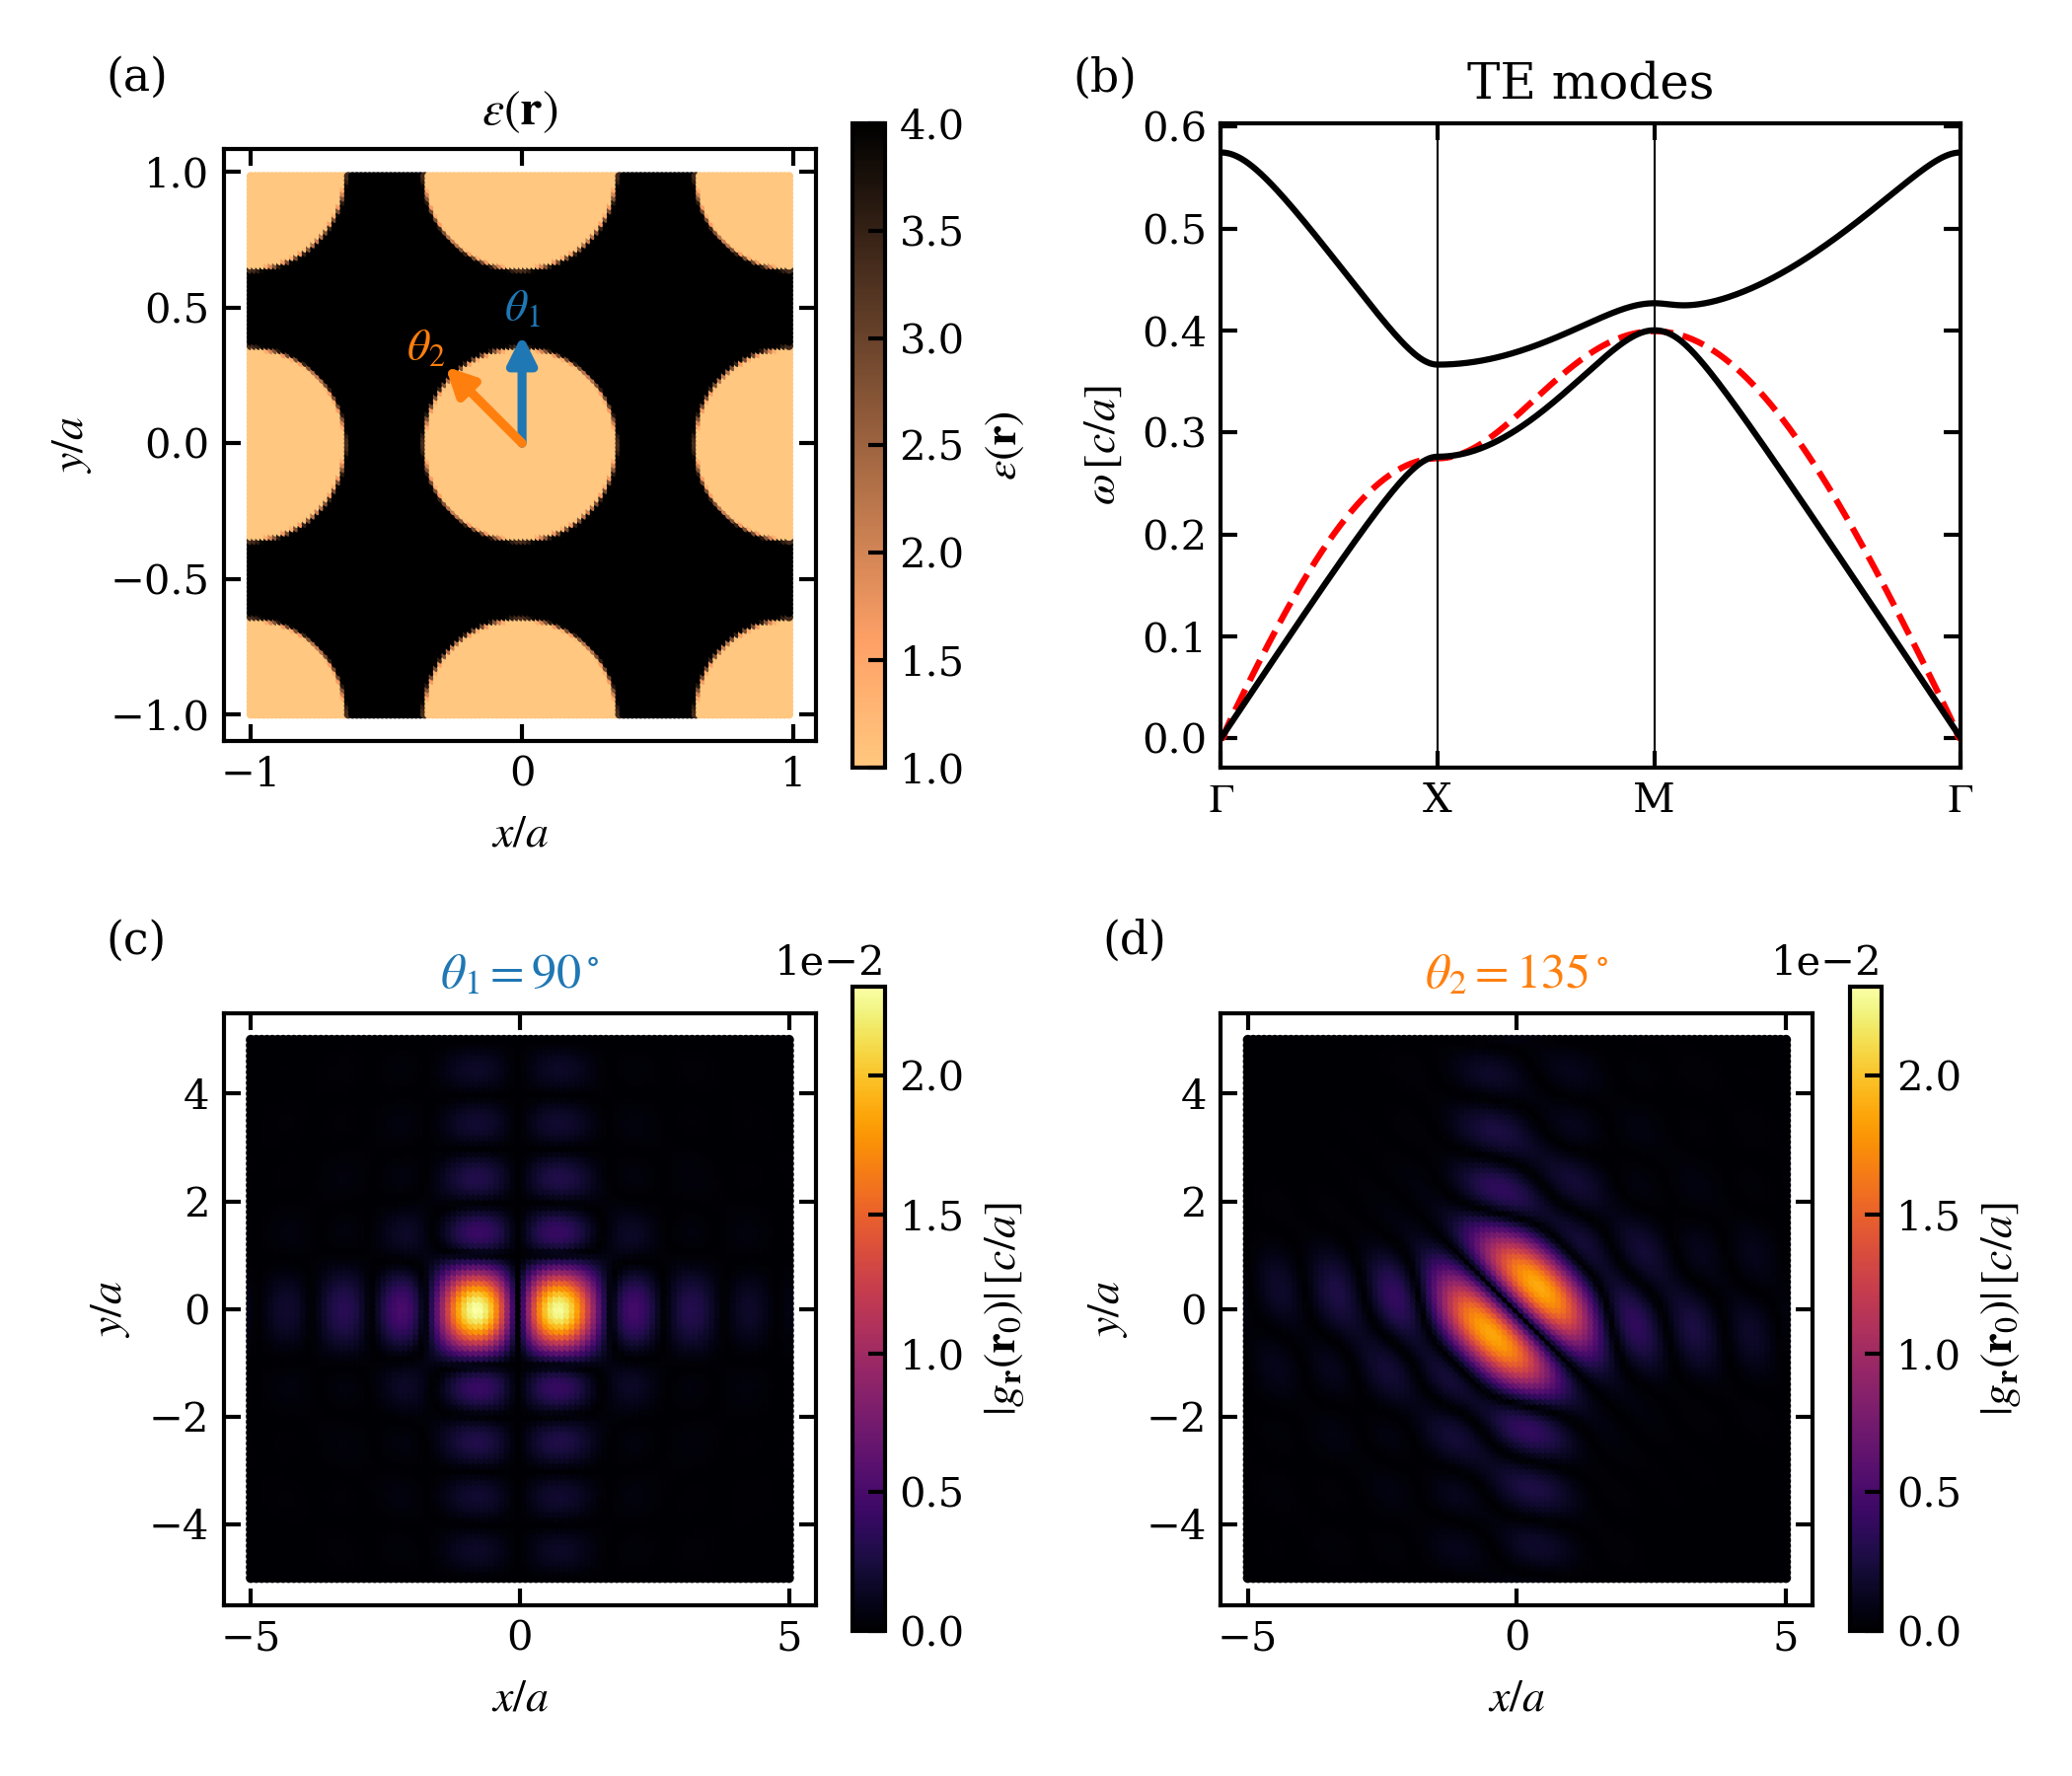 (a)
ε(r)
1.0
0.5
0.0
−0.5
−1.0
y/a
−1
0
1
x/a
θ₁
θ₂
4.0
3.5
3.0
2.5
2.0
1.5
1.0
ε(r)
(b)
TE modes
0.6
0.5
0.4
0.3
0.2
0.1
0.0
ω [c/a]
Γ
X
M
Γ
(c)
θ₁ = 90°
1e−2
4
2
0
−2
−4
y/a
−5
0
5
x/a
2.0
1.5
1.0
0.5
0.0
|g_r(r₀)| [c/a]
(d)
θ₂ = 135°
1e−2
4
2
0
−2
−4
y/a
−5
0
5
x/a
2.0
1.5
1.0
0.5
0.0
|g_r(r₀)| [c/a]